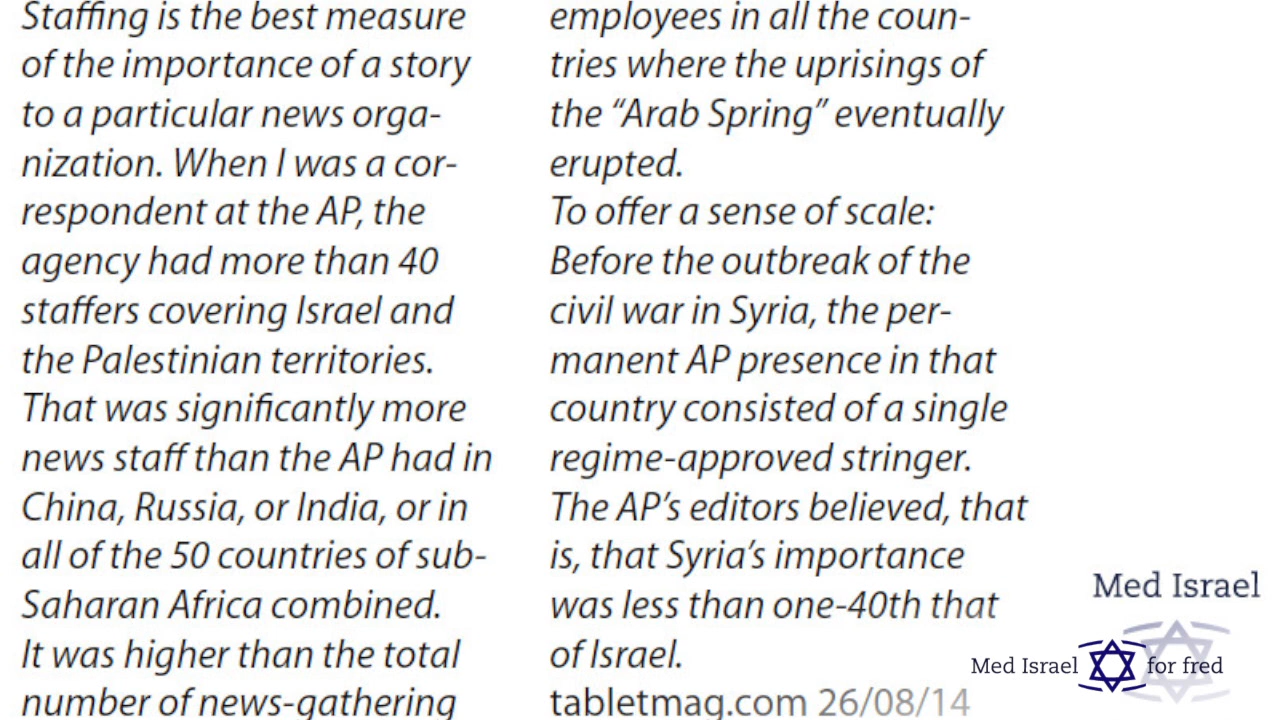 Staffing is the best measure
of the importance of a story
to a particular news orga-
nization. When I was a cor-
respondent at the AP, the
agency had more than 40
staffers covering Israel and
the Palestinian territories.
That was significantly more
news staff than the AP had in
China, Russia, or India, or in
all of the 50 countries of sub-
Saharan Africa combined.
It was higher than the total
number of news-gathering
employees in all the coun-
tries where the uprisings of
the “Arab Spring” eventually
erupted.
To offer a sense of scale:
Before the outbreak of the
civil war in Syria, the per-
manent AP presence in that
country consisted of a single
regime-approved stringer.
The AP’s editors believed, that
is, that Syria’s importance
was less than one-40th that
of Israel.
tabletmag.com 26/08/14
Med Israel
Med Israel for fred